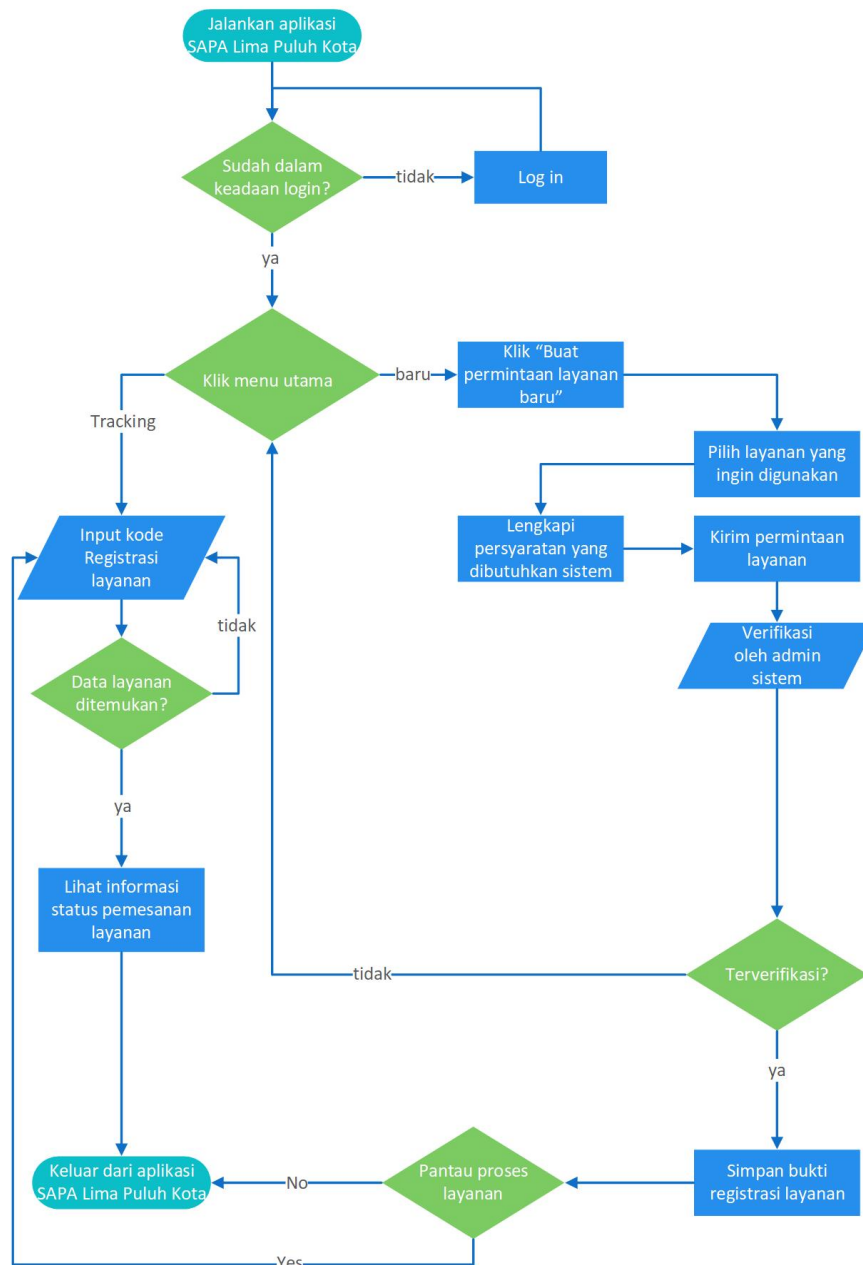 Jalankan aplikasi
SAPA Lima Puluh Kota
Sudah dalam
keadaan login?
tidak
Log in
ya
Klik menu utama
baru
Klik “Buat
permintaan layanan
baru”
Tracking
Pilih layanan yang
ingin digunakan
Input kode
Registrasi
layanan
Lengkapi
persyaratan yang
dibutuhkan sistem
Kirim permintaan
layanan
tidak
Verifikasi
oleh admin
sistem
Data layanan
ditemukan?
ya
Lihat informasi
status pemesanan
layanan
tidak
Terverifikasi?
ya
Keluar dari aplikasi
SAPA Lima Puluh Kota
No
Pantau proses
layanan
Simpan bukti
registrasi layanan
Yes